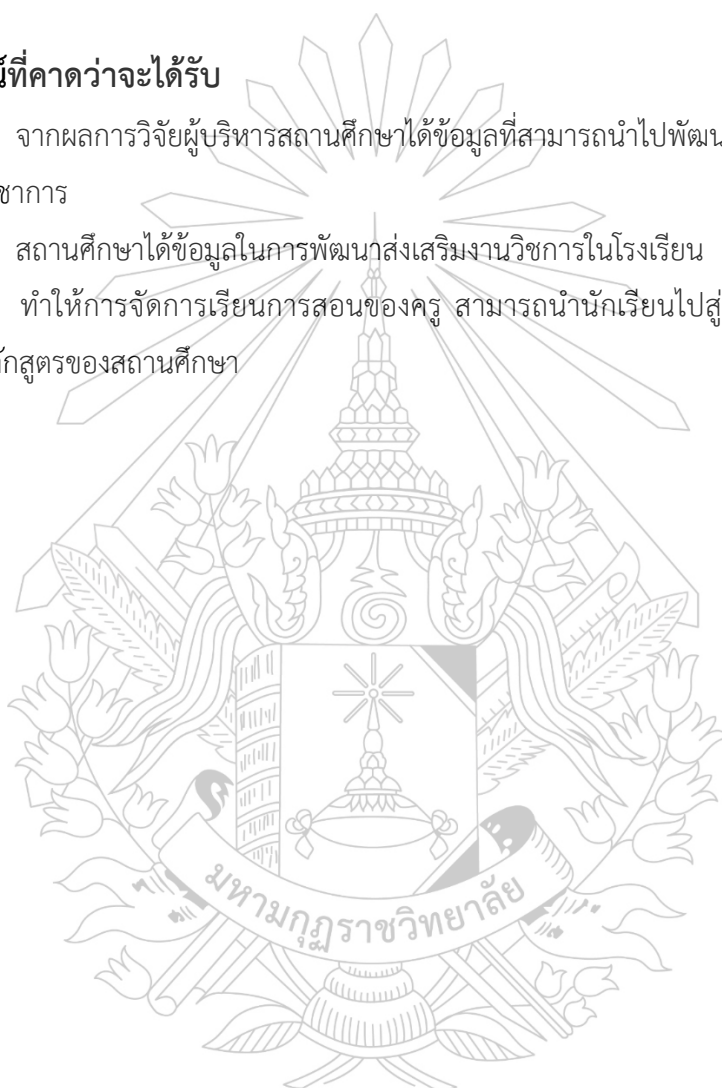 ที่คาดว่าจะได้รับ
จากผลการวิจัยผู้บริหารสถานศึกษาได้ข้อมูลที่สามารถนำไปพัฒน
ชาการ
สถานศึกษาได้ข้อมูลในการพัฒนาส่งเสริมงานวิชการในโรงเรียน
ทำให้การจัดการเรียนการสอนของครู สามารถนำนักเรียนไปสู่
ักสูตรของสถานศึกษา
มหามกุฏราชวิทยาลัย